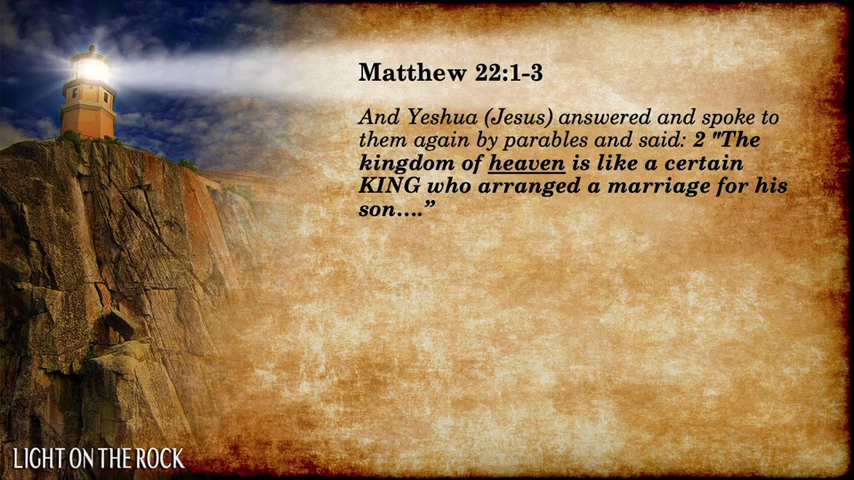 Matthew 22:1-3
And Yeshua (Jesus) answered and spoke to
them again by parables and said: 2 "The
kingdom of heaven is like a certain
KING who arranged a marriage for his
son....”
LIGHT ON THE ROCK